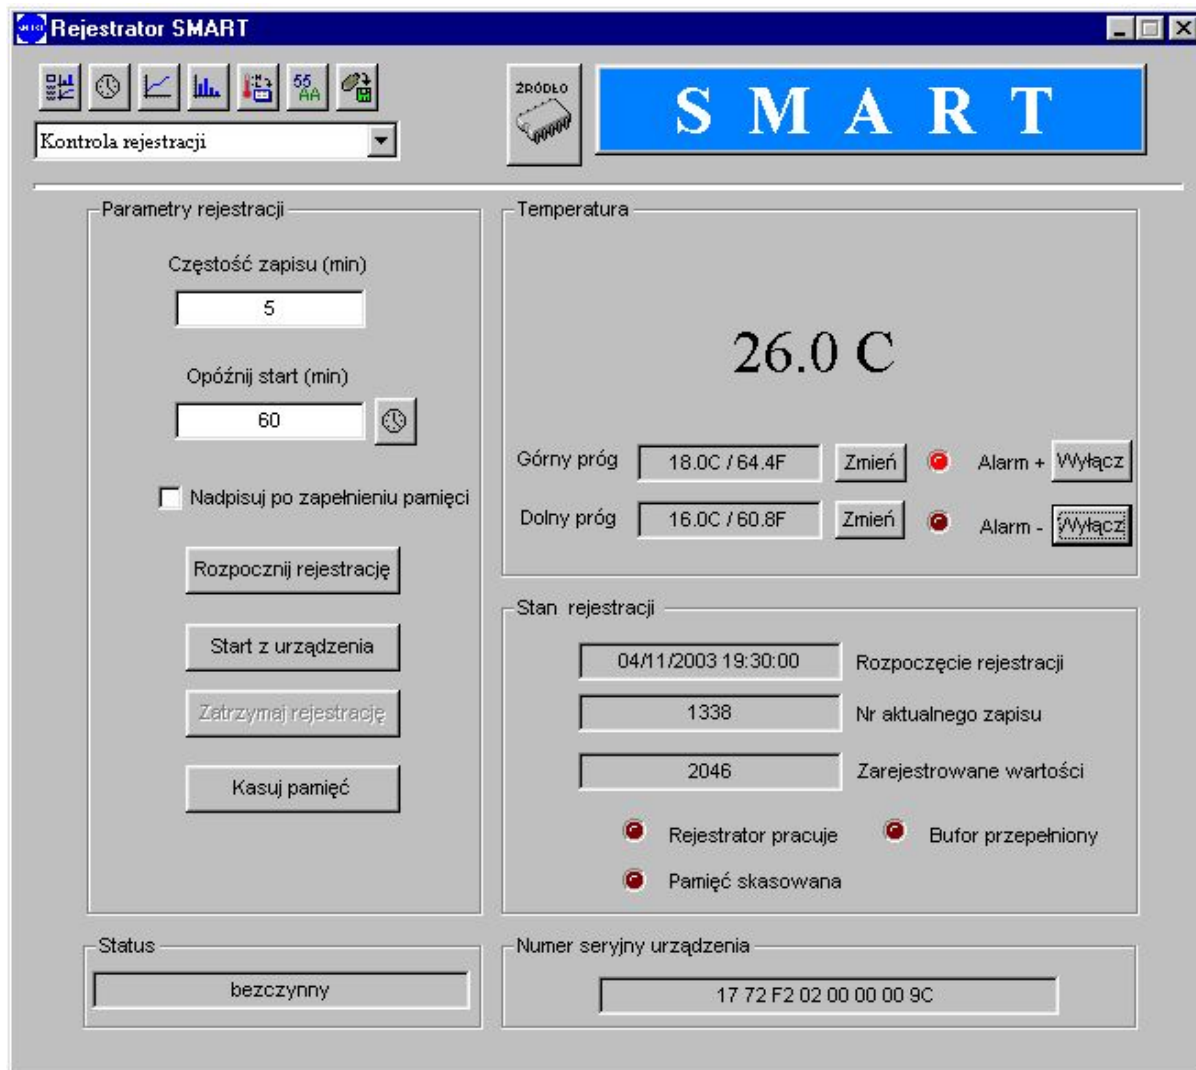 Rejestrator SMART
55
AA
Kontrola rejestracji
ŹRÓDŁO
SMART
Parametry rejestracji
Częstość zapisu (min)
5
Opóźnij start (min)
60
Nadpisuj po zapełnieniu pamięci
Rozpocznij rejestrację
Start z urządzenia
Zatrzymaj rejestrację
Kasuj pamięć
Temperatura
26.0 C
Górny próg 18.0C / 64.4F Zmień Alarm + Wyłącz
Dolny próg 16.0C / 60.8F Zmień Alarm - Wyłącz
Stan rejestracji
04/11/2003 19:30:00 Rozpoczęcie rejestracji
1338 Nr aktualnego zapisu
2046 Zarejestrowane wartości
Rejestrator pracuje Bufor przepełniony
Pamięć skasowana
Status
bezczynny
Numer seryjny urządzenia
17 72 F2 02 00 00 00 9C